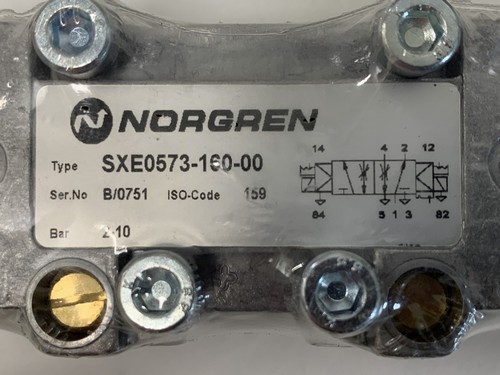 NORGREN
14 4 2 12
Type SXE0573-160-00
Ser.No B/0751 ISO-Code 159
84 5 1 3 82
Bar 2-10